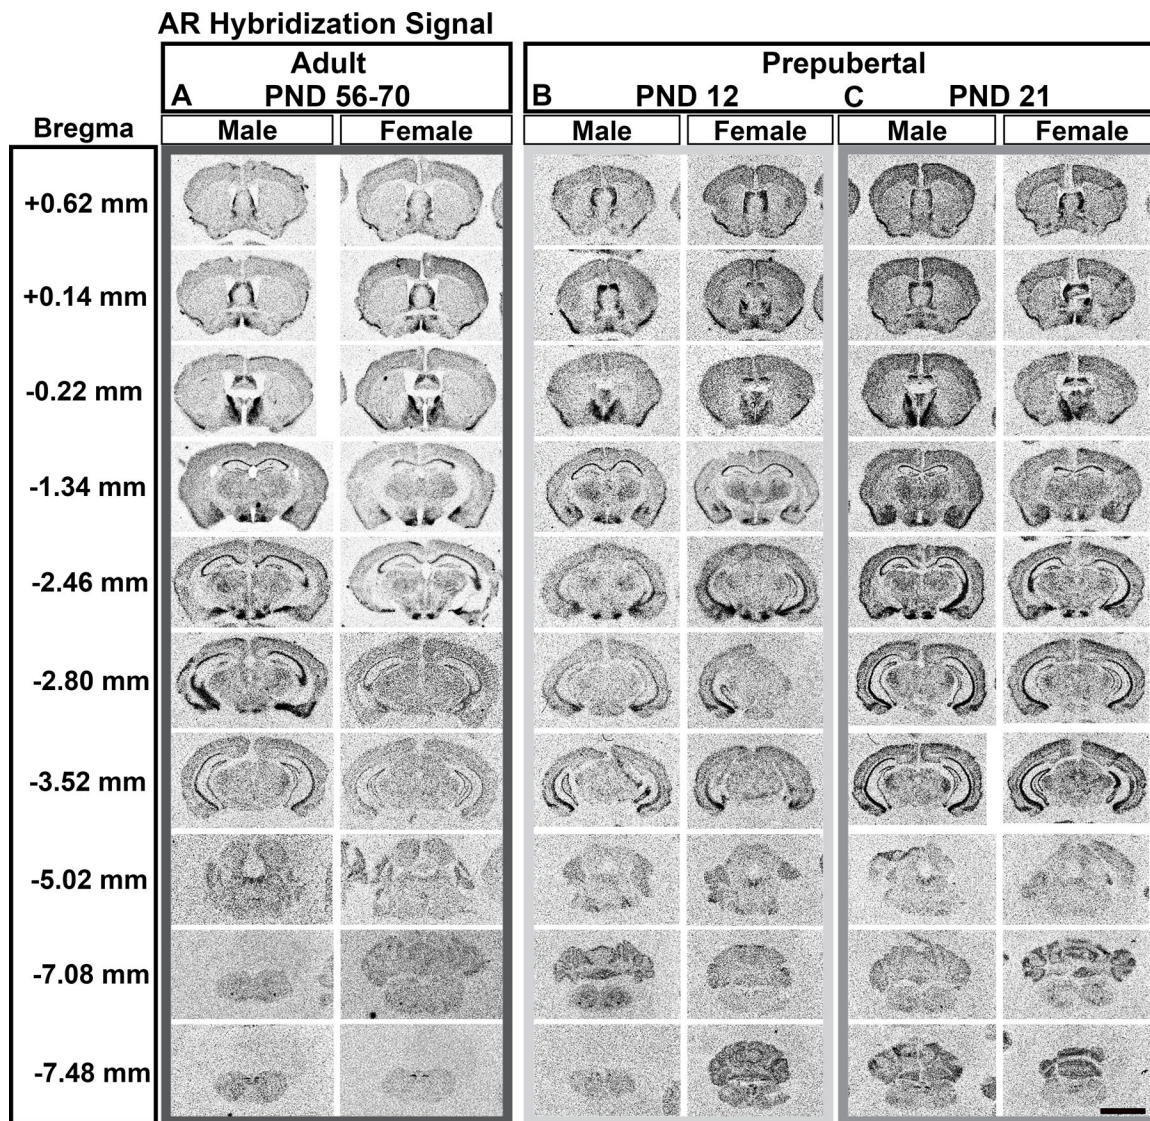 AR Hybridization Signal
Adult
Prepubertal
A PND 56-70
B PND 12 C PND 21
Bregma Male Female Male Female Male Female
+0.62 mm
+0.14 mm
-0.22 mm
-1.34 mm
-2.46 mm
-2.80 mm
-3.52 mm
-5.02 mm
-7.08 mm
-7.48 mm